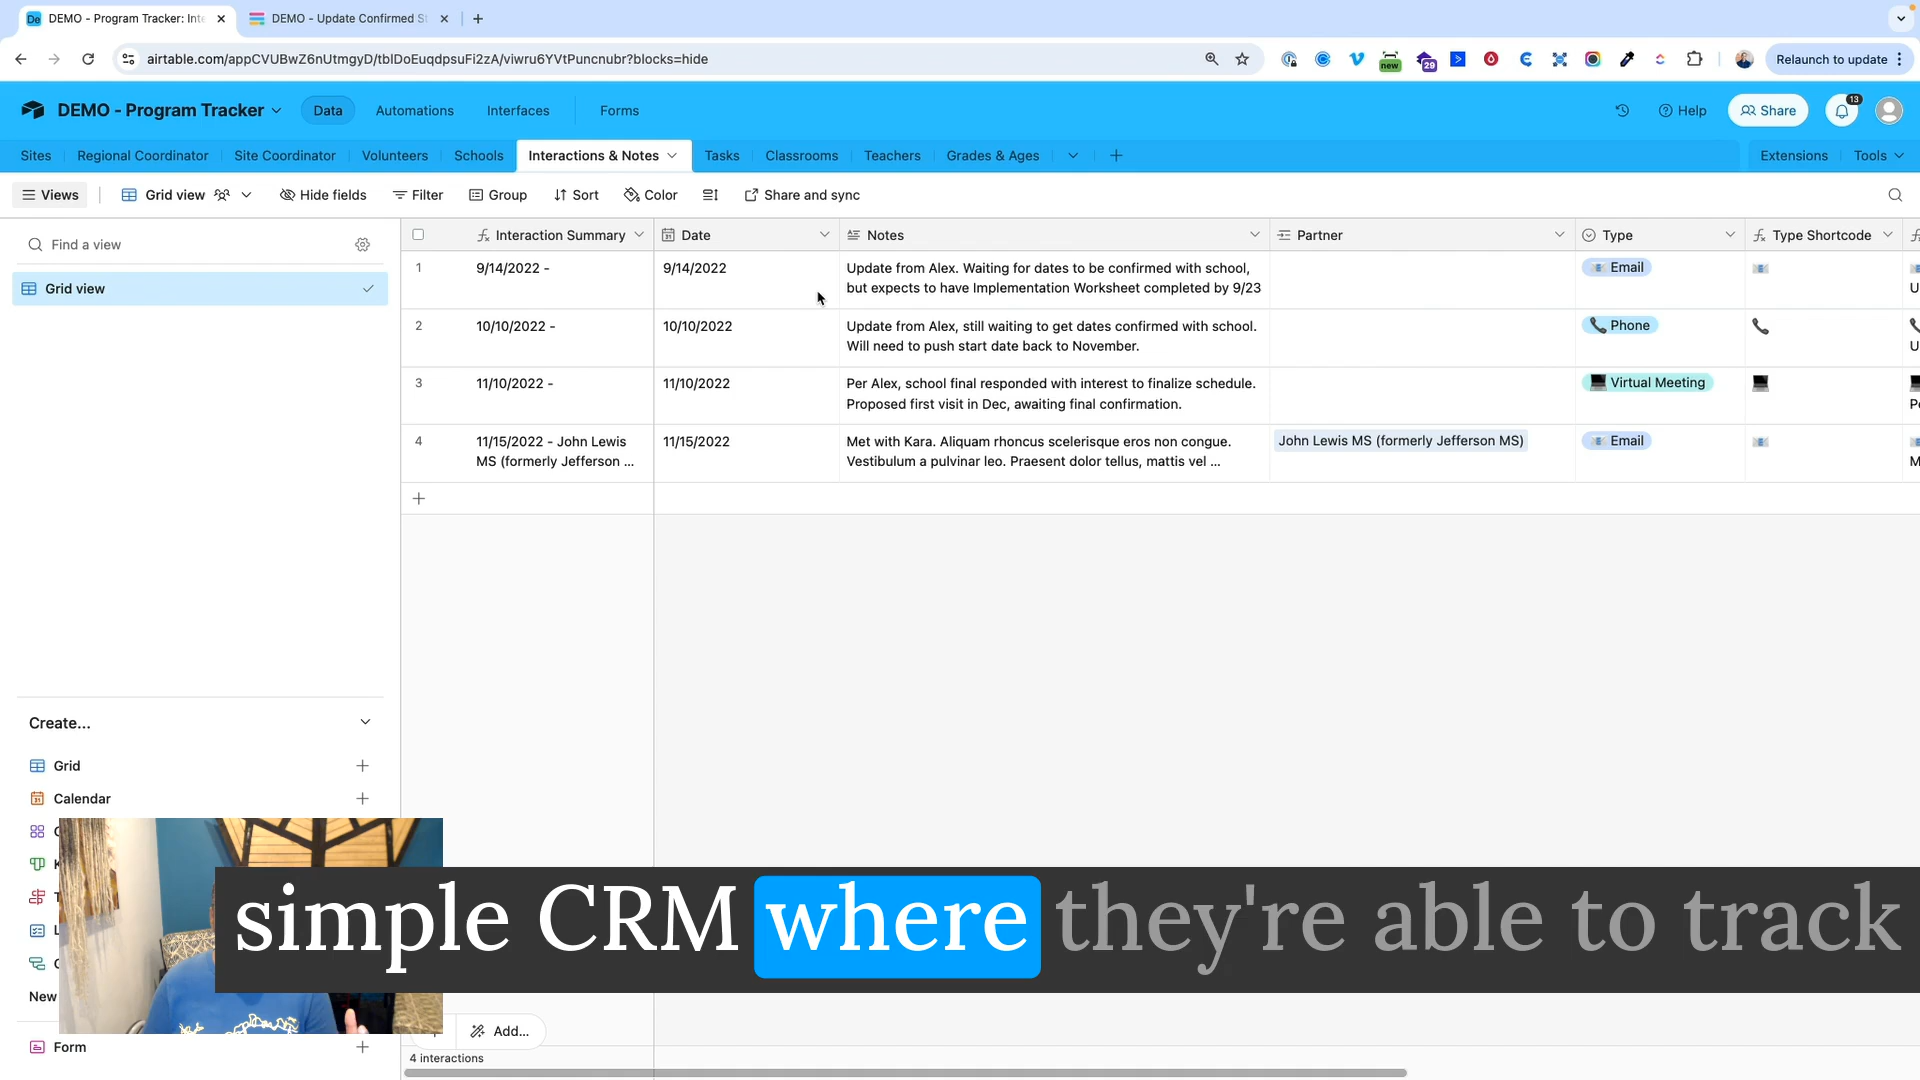 DEMO - Program Tracker: Inte
DEMO - Update Confirmed St
airtable.com/appCVUBwZ6nUtmgyD/tblDoEuqdpsuFi2zA/viwru6YVtPuncnubr?blocks=hide
new
29
Relaunch to update
DEMO - Program Tracker
Data
Automations
Interfaces
Forms
Help
Share
13
Sites
Regional Coordinator
Site Coordinator
Volunteers
Schools
Interactions & Notes
Tasks
Classrooms
Teachers
Grades & Ages
Extensions
Tools
Views
Grid view
Hide fields
Filter
Group
Sort
Color
Share and sync
Find a view
Grid view
Interaction Summary
Date
Notes
Partner
Type
Type Shortcode
1
9/14/2022 -
9/14/2022
Update from Alex. Waiting for dates to be confirmed with school,
but expects to have Implementation Worksheet completed by 9/23
Email
U
2
10/10/2022 -
10/10/2022
Update from Alex, still waiting to get dates confirmed with school.
Will need to push start date back to November.
Phone
U
3
11/10/2022 -
11/10/2022
Per Alex, school final responded with interest to finalize schedule.
Proposed first visit in Dec, awaiting final confirmation.
Virtual Meeting
Pe
4
11/15/2022 - John Lewis
MS (formerly Jefferson ...
11/15/2022
Met with Kara. Aliquam rhoncus scelerisque eros non congue.
Vestibulum a pulvinar leo. Praesent dolor tellus, mattis vel ...
John Lewis MS (formerly Jefferson MS)
Email
M
Create...
Grid
Calendar
New
Form
simple CRM where they're able to track
Add...
4 interactions